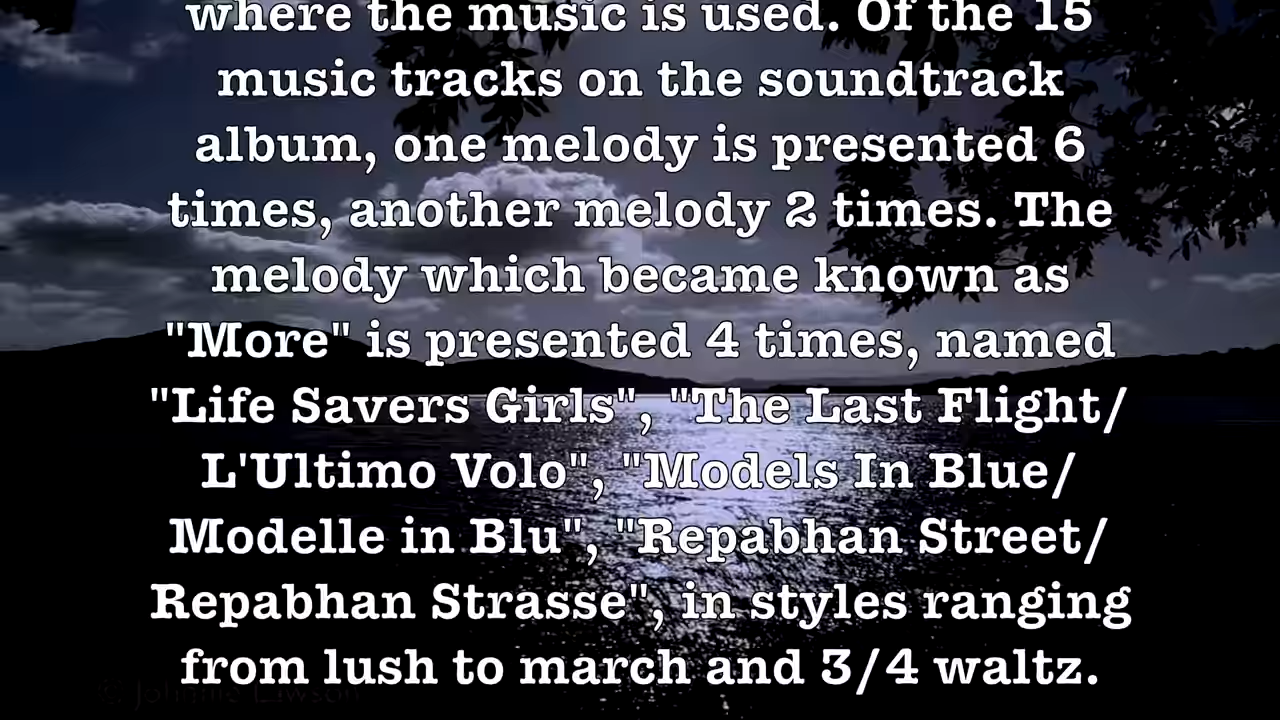 where the music is used. Of the 15
music tracks on the soundtrack
album, one melody is presented 6
times, another melody 2 times. The
melody which became known as
"More" is presented 4 times, named
"Life Savers Girls", "The Last Flight/
L'Ultimo Volo", "Models In Blue/
Modelle in Blu", "Repabhan Street/
Repabhan Strasse", in styles ranging
from lush to march and 3/4 waltz.
© Johnnie Lawson